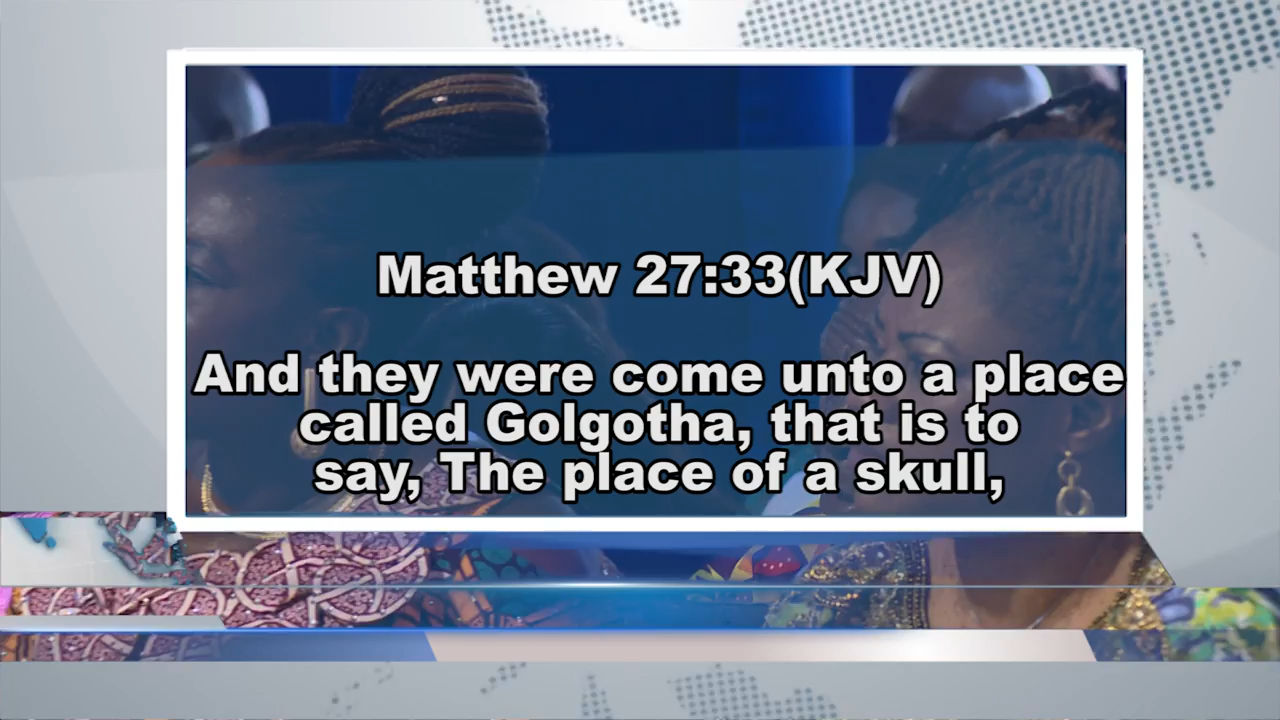 Matthew 27:33(KJV)
And they were come unto a place
called Golgotha, that is to
say, The place of a skull,